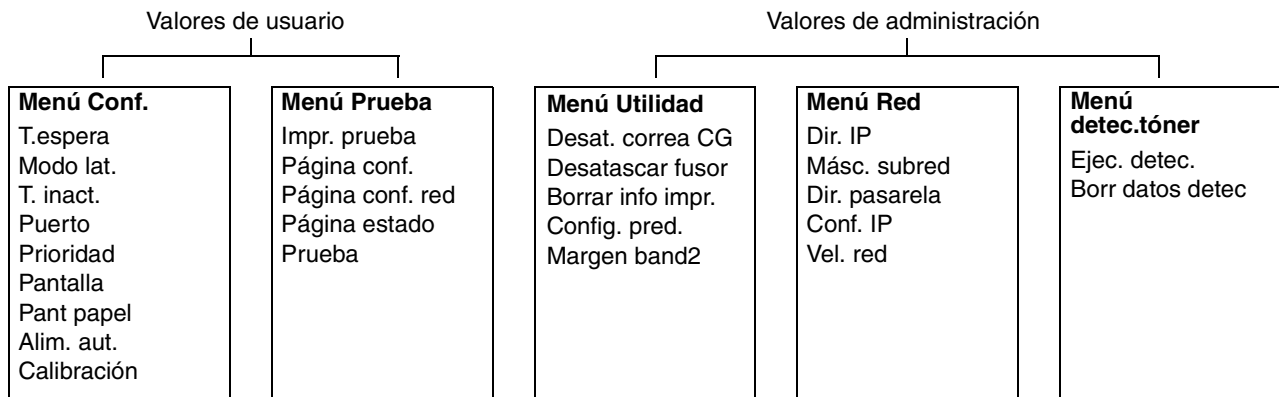 Valores de usuario
Valores de administración
Menú Conf.
T.espera
Modo lat.
T. inact.
Puerto
Prioridad
Pantalla
Pant papel
Alim. aut.
Calibración
Menú Prueba
Impr. prueba
Página conf.
Página conf. red
Página estado
Prueba
Menú Utilidad
Desat. correa CG
Desatascar fusor
Borrar info impr.
Config. pred.
Margen band2
Menú Red
Dir. IP
Másc. subred
Dir. pasarela
Conf. IP
Vel. red
Menú
detec.tóner
Ejec. detec.
Borr datos detec